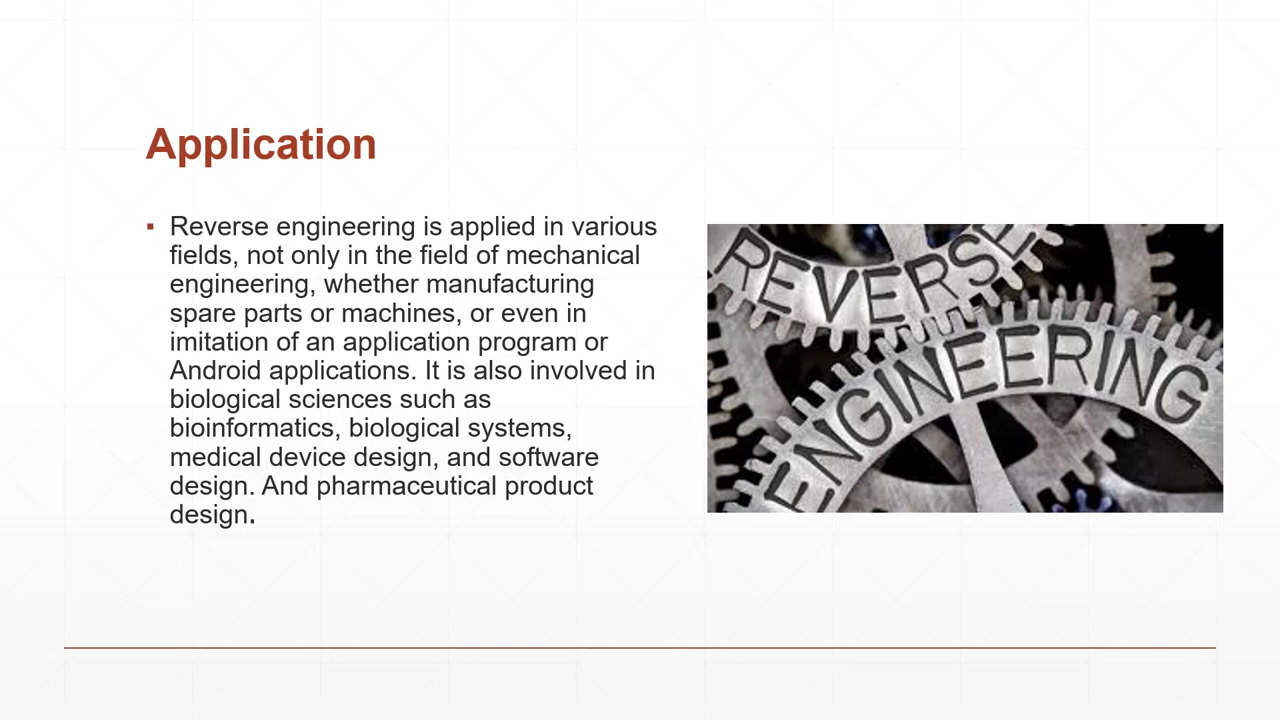 Application
▪ Reverse engineering is applied in various
fields, not only in the field of mechanical
engineering, whether manufacturing
spare parts or machines, or even in
imitation of an application program or
Android applications. It is also involved in
biological sciences such as
bioinformatics, biological systems,
medical device design, and software
design. And pharmaceutical product
design.
REVERSE
ENGINEERING